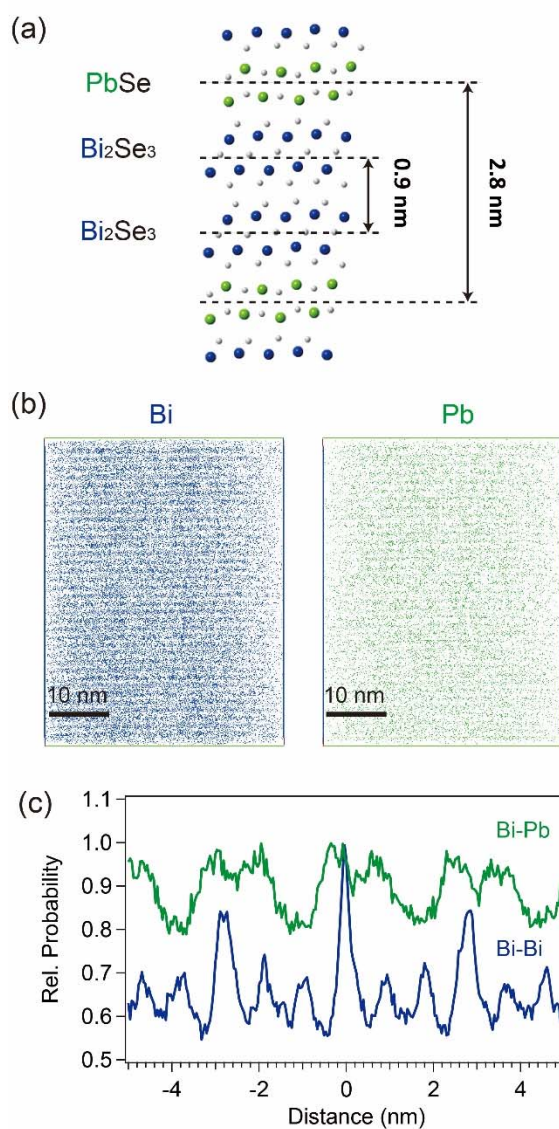 (a)
PbSe
Bi2Se3
Bi2Se3
0.9 nm
2.8 nm
(b)
Bi
Pb
10 nm
10 nm
(c)
1.1
1.0
0.9
0.8
0.7
0.6
0.5
Rel. Probability
Bi-Pb
Bi-Bi
-4
-2
0
2
4
Distance (nm)